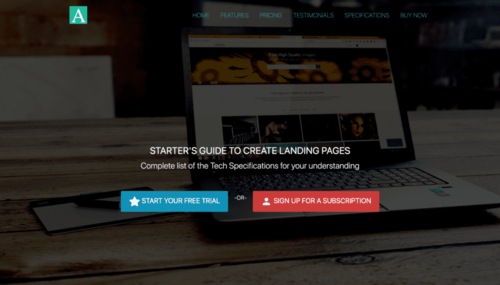 A
HOME FEATURES PRICING TESTIMONIALS SPECIFICATIONS BUY NOW
STARTER'S GUIDE TO CREATE LANDING PAGES
Complete list of the Tech Specifications for your understanding
START YOUR FREE TRIAL -OR- SIGN UP FOR A SUBSCRIPTION